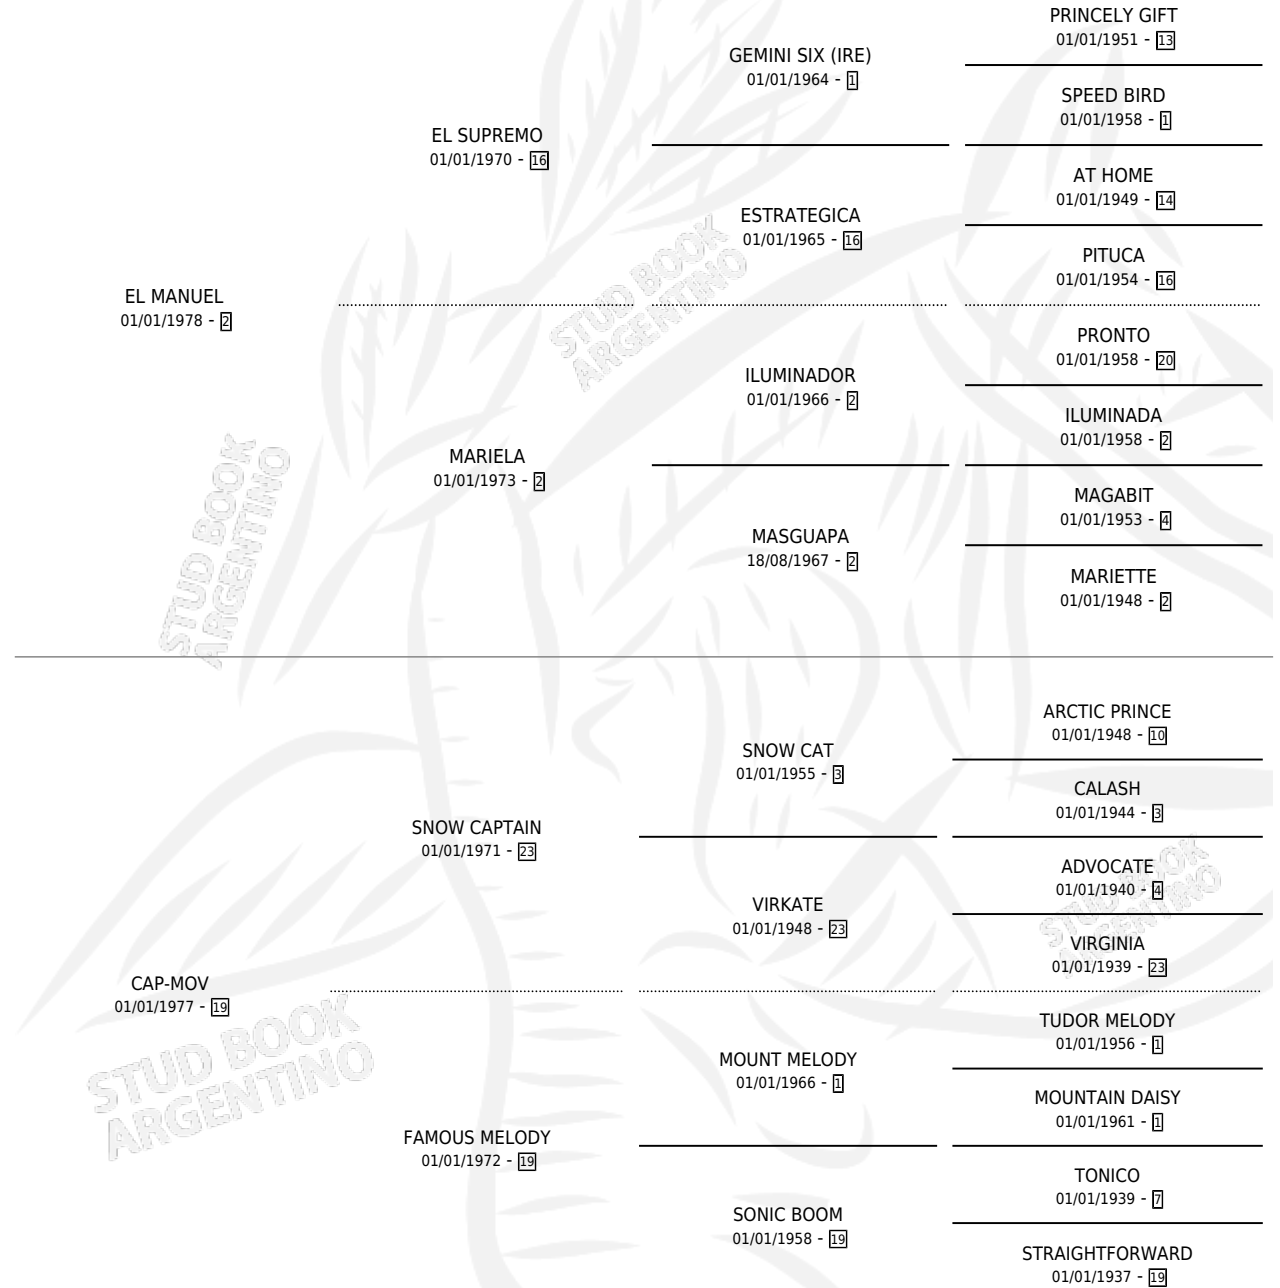 PRINCELY GIFT
01/01/1951 - 13
GEMINI SIX (IRE)
01/01/1964 - 1
SPEED BIRD
01/01/1958 - 1
EL SUPREMO
01/01/1970 - 16
AT HOME
01/01/1949 - 14
ESTRATEGICA
01/01/1965 - 16
PITUCA
01/01/1954 - 16
EL MANUEL
01/01/1978 - 2
STUD BOOK
ARGENTINO
PRONTO
01/01/1958 - 20
ILUMINADOR
01/01/1966 - 2
ILUMINADA
01/01/1958 - 2
MARIELA
01/01/1973 - 2
MAGABIT
01/01/1953 - 4
MASGUAPA
18/08/1967 - 2
MARIETTE
01/01/1948 - 2
STUD BOOK
ARGENTINO
ARCTIC PRINCE
01/01/1948 - 10
SNOW CAT
01/01/1955 - 3
CALASH
01/01/1944 - 3
SNOW CAPTAIN
01/01/1971 - 23
ADVOCATE
01/01/1940 - 4
VIRKATE
01/01/1948 - 23
VIRGINIA
01/01/1939 - 23
STUD BOOK
ARGENTINO
CAP-MOV
01/01/1977 - 19
TUDOR MELODY
01/01/1956 - 1
MOUNT MELODY
01/01/1966 - 1
MOUNTAIN DAISY
01/01/1961 - 1
STUD BOOK
ARGENTINO
FAMOUS MELODY
01/01/1972 - 19
TONICO
01/01/1939 - 7
SONIC BOOM
01/01/1958 - 19
STRAIGHTFORWARD
01/01/1937 - 19